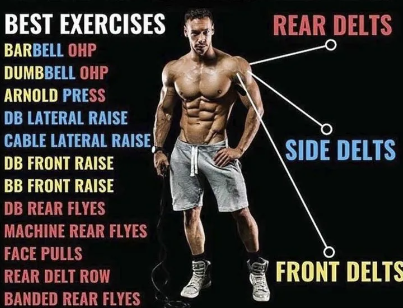 BEST EXERCISES
BARBELL OHP
DUMBBELL OHP
ARNOLD PRESS
DB LATERAL RAISE
CABLE LATERAL RAISE
DB FRONT RAISE
BB FRONT RAISE
DB REAR FLYES
MACHINE REAR FLYES
FACE PULLS
REAR DELT ROW
BANDED REAR FLYES
REAR DELTS
SIDE DELTS
FRONT DELTS